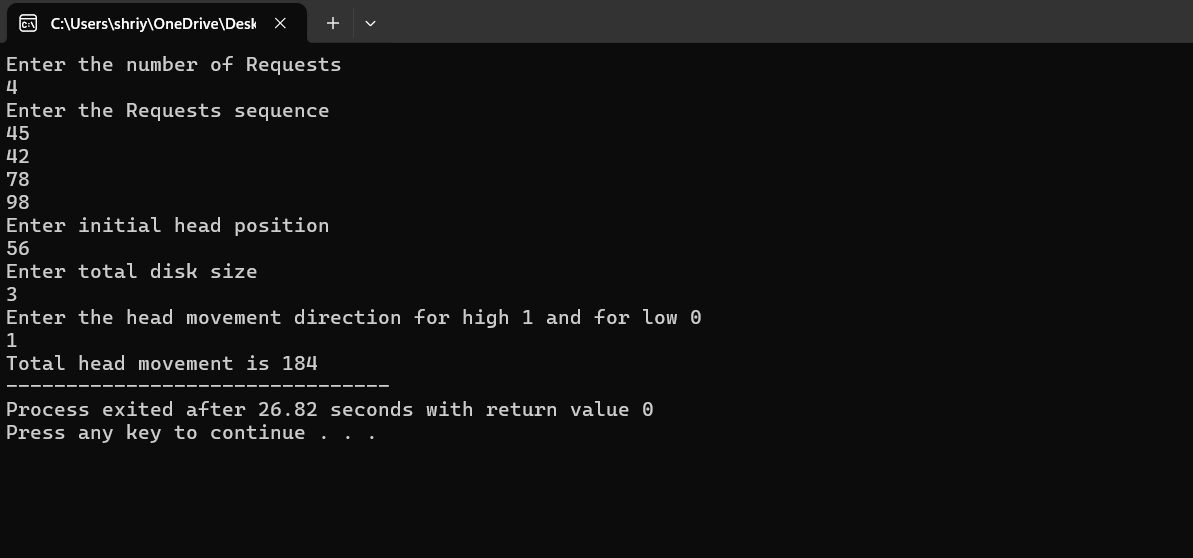 C:\Users\shriy\OneDrive\Desk
Enter the number of Requests
4
Enter the Requests sequence
45
42
78
98
Enter initial head position
56
Enter total disk size
3
Enter the head movement direction for high 1 and for low 0
1
Total head movement is 184
--------------------------------
Process exited after 26.82 seconds with return value 0
Press any key to continue . . .